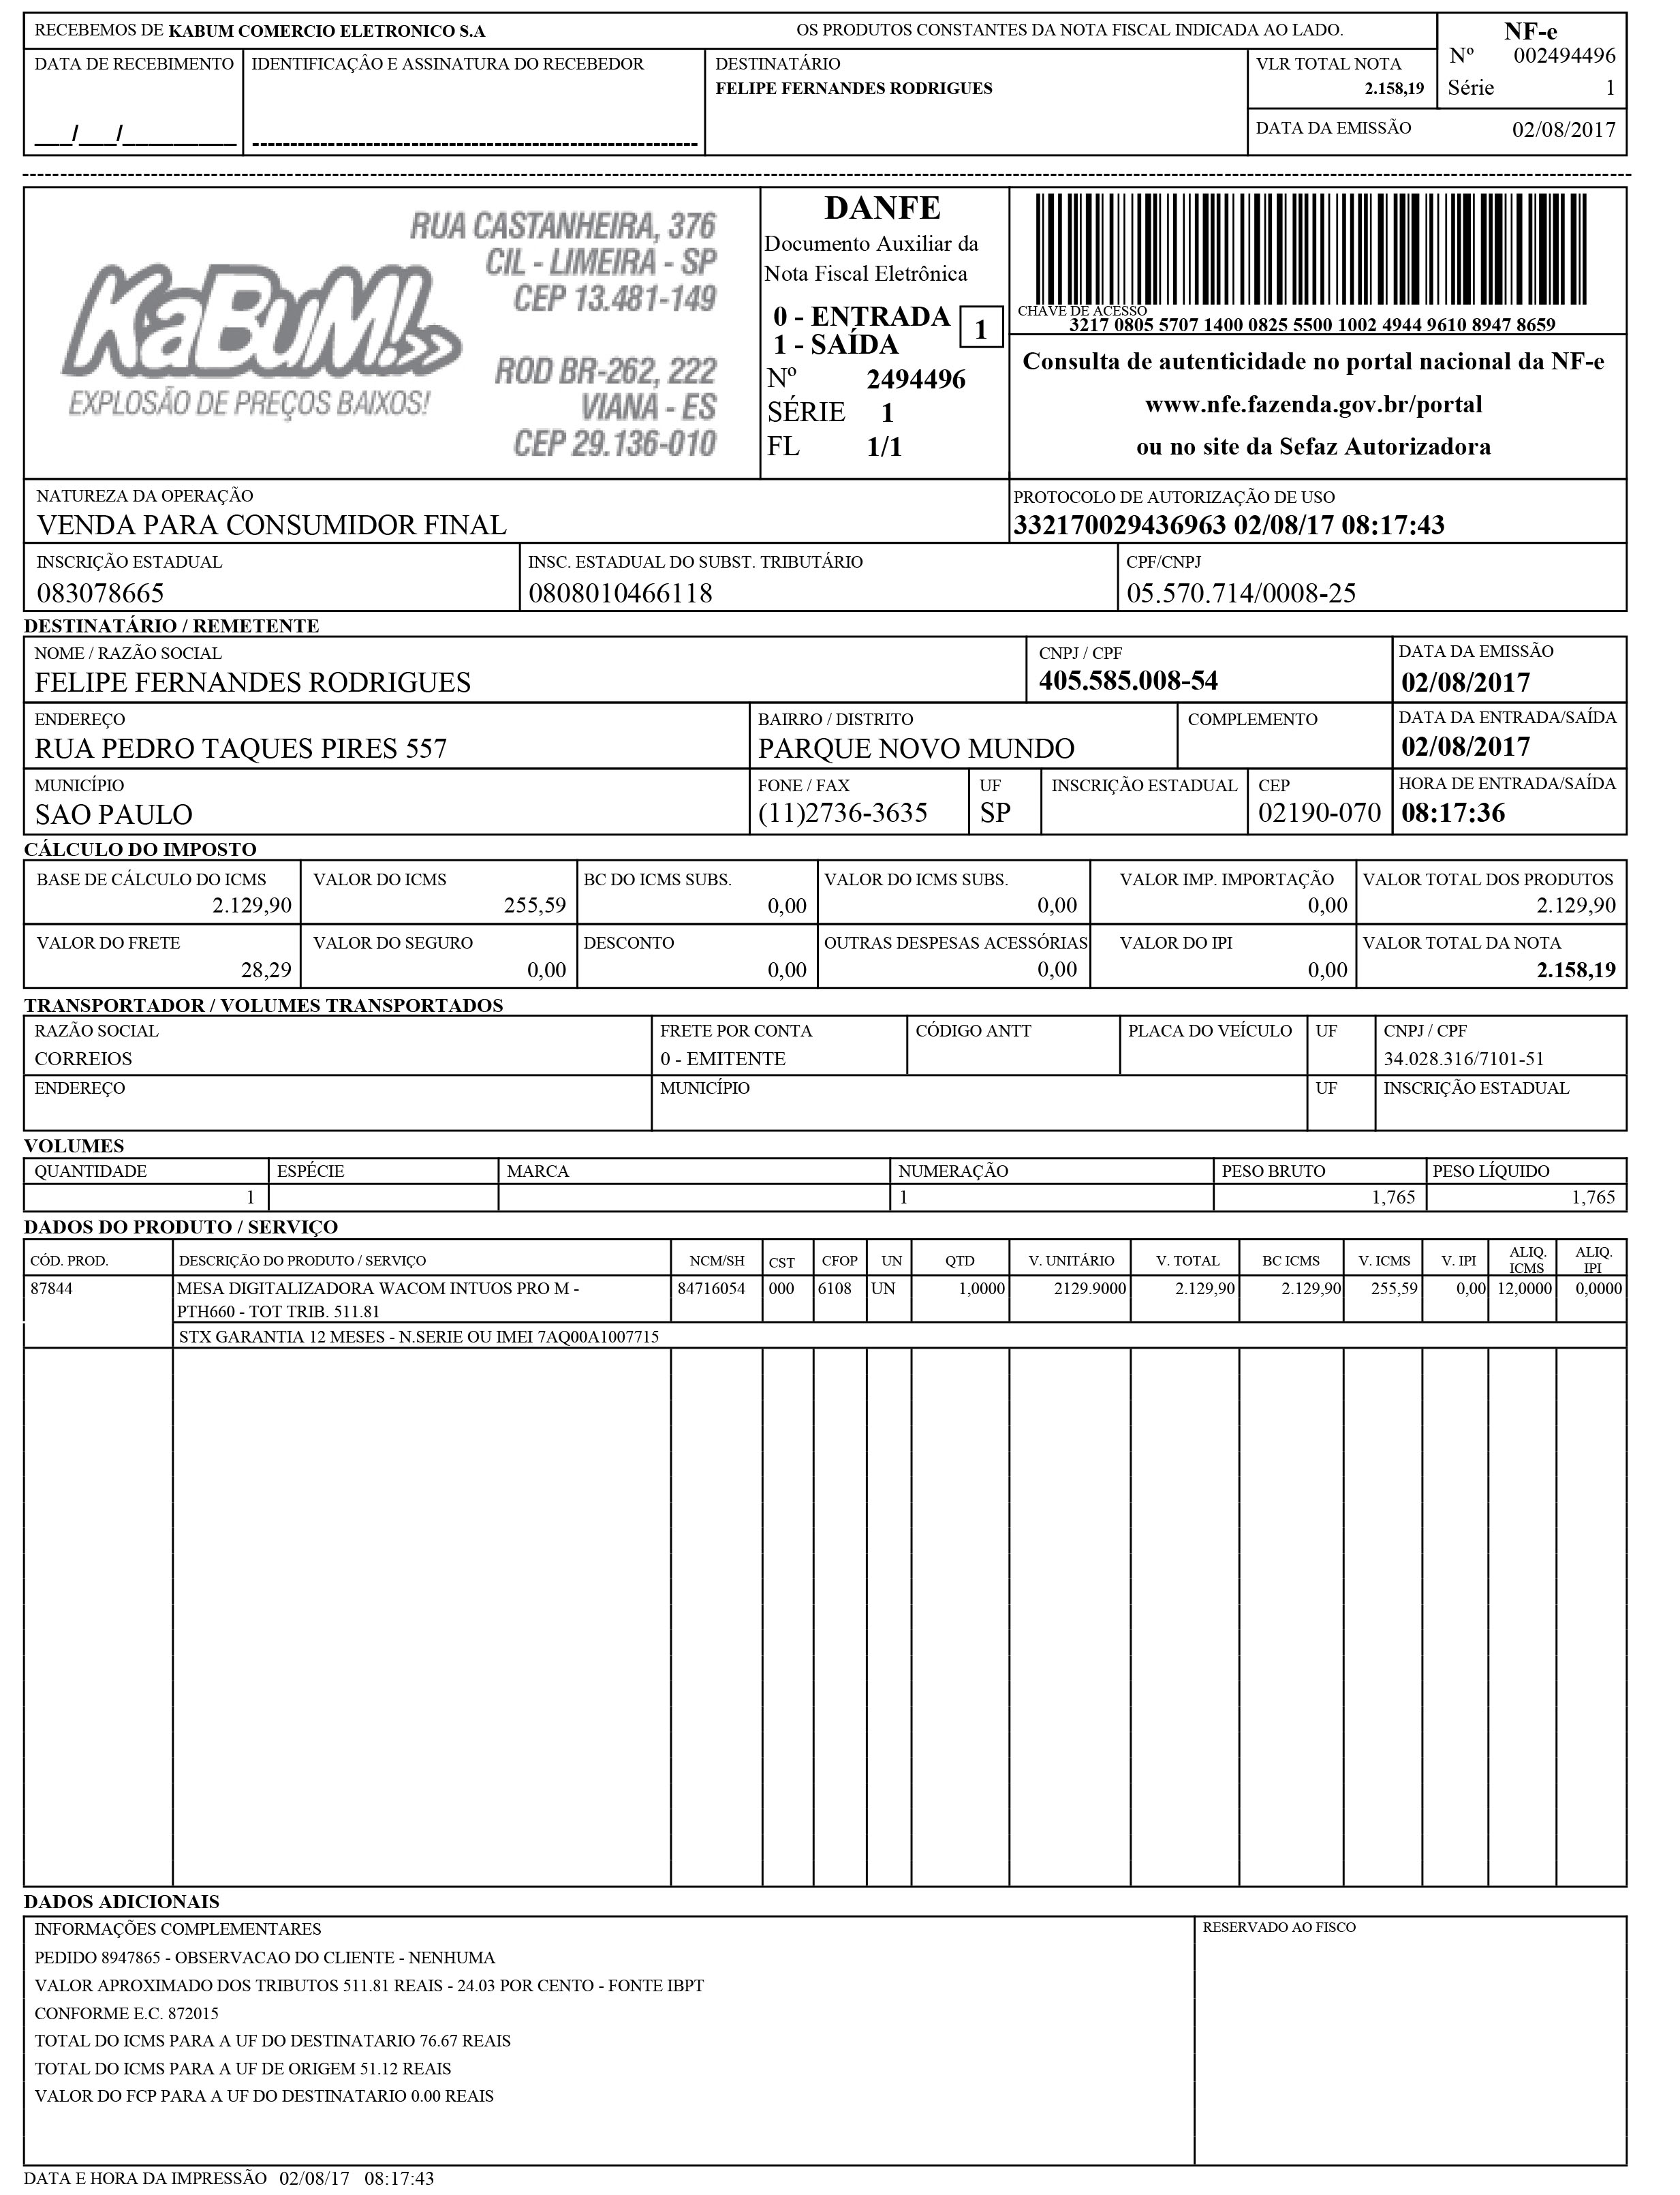 RECEBEMOS DE KABUM COMERCIO ELETRONICO S.A OS PRODUTOS CONSTANTES DA NOTA FISCAL INDICADA AO LADO.
NF-e
Nº 002494496
Série 1
DATA DE RECEBIMENTO IDENTIFICAÇÂO E ASSINATURA DO RECEBEDOR DESTINATÁRIO VLR TOTAL NOTA
FELIPE FERNANDES RODRIGUES 2.158,19
___/___/_________ DATA DA EMISSÃO 02/08/2017
KaBuM!
EXPLOSÃO DE PREÇOS BAIXOS!
RUA CASTANHEIRA, 376
CIL - LIMEIRA - SP
CEP 13.481-149
ROD BR-262, 222
VIANA - ES
CEP 29.136-010
DANFE
Documento Auxiliar da
Nota Fiscal Eletrônica
0 - ENTRADA
1 - SAÍDA
1
Nº 2494496
SÉRIE 1
FL 1/1
CHAVE DE ACESSO
3217 0805 5707 1400 0825 5500 1002 4944 9610 8947 8659
Consulta de autenticidade no portal nacional da NF-e
www.nfe.fazenda.gov.br/portal
ou no site da Sefaz Autorizadora
NATUREZA DA OPERAÇÃO PROTOCOLO DE AUTORIZAÇÃO DE USO
VENDA PARA CONSUMIDOR FINAL 332170029436963 02/08/17 08:17:43
INSCRIÇÃO ESTADUAL INSC. ESTADUAL DO SUBST. TRIBUTÁRIO CPF/CNPJ
083078665 0808010466118 05.570.714/0008-25
DESTINATÁRIO / REMETENTE
NOME / RAZÃO SOCIAL CNPJ / CPF DATA DA EMISSÃO
FELIPE FERNANDES RODRIGUES 405.585.008-54 02/08/2017
ENDEREÇO BAIRRO / DISTRITO COMPLEMENTO DATA DA ENTRADA/SAÍDA
RUA PEDRO TAQUES PIRES 557 PARQUE NOVO MUNDO 02/08/2017
MUNICÍPIO FONE / FAX UF INSCRIÇÃO ESTADUAL CEP HORA DE ENTRADA/SAÍDA
SAO PAULO (11)2736-3635 SP 02190-070 08:17:36
CÁLCULO DO IMPOSTO
BASE DE CÁLCULO DO ICMS VALOR DO ICMS BC DO ICMS SUBS. VALOR DO ICMS SUBS. VALOR IMP. IMPORTAÇÃO VALOR TOTAL DOS PRODUTOS
2.129,90 255,59 0,00 0,00 0,00 2.129,90
VALOR DO FRETE VALOR DO SEGURO DESCONTO OUTRAS DESPESAS ACESSÓRIAS VALOR DO IPI VALOR TOTAL DA NOTA
28,29 0,00 0,00 0,00 0,00 2.158,19
TRANSPORTADOR / VOLUMES TRANSPORTADOS
RAZÃO SOCIAL FRETE POR CONTA CÓDIGO ANTT PLACA DO VEÍCULO UF CNPJ / CPF
CORREIOS 0 - EMITENTE 34.028.316/7101-51
ENDEREÇO MUNICÍPIO UF INSCRIÇÃO ESTADUAL
VOLUMES
QUANTIDADE ESPÉCIE MARCA NUMERAÇÃO PESO BRUTO PESO LÍQUIDO
1 1 1,765 1,765
DADOS DO PRODUTO / SERVIÇO
CÓD. PROD. DESCRIÇÃO DO PRODUTO / SERVIÇO NCM/SH CST CFOP UN QTD V. UNITÁRIO V. TOTAL BC ICMS V. ICMS V. IPI ALIQ. ICMS ALIQ. IPI
87844 MESA DIGITALIZADORA WACOM INTUOS PRO M - 84716054 000 6108 UN 1,0000 2129.9000 2.129,90 2.129,90 255,59 0,00 12,0000 0,0000
PTH660 - TOT TRIB. 511.81
STX GARANTIA 12 MESES - N.SERIE OU IMEI 7AQ00A1007715
DADOS ADICIONAIS
INFORMAÇÕES COMPLEMENTARES RESERVADO AO FISCO
PEDIDO 8947865 - OBSERVACAO DO CLIENTE - NENHUMA
VALOR APROXIMADO DOS TRIBUTOS 511.81 REAIS - 24.03 POR CENTO - FONTE IBPT
CONFORME E.C. 872015
TOTAL DO ICMS PARA A UF DO DESTINATARIO 76.67 REAIS
TOTAL DO ICMS PARA A UF DE ORIGEM 51.12 REAIS
VALOR DO FCP PARA A UF DO DESTINATARIO 0.00 REAIS
DATA E HORA DA IMPRESSÃO 02/08/17 08:17:43